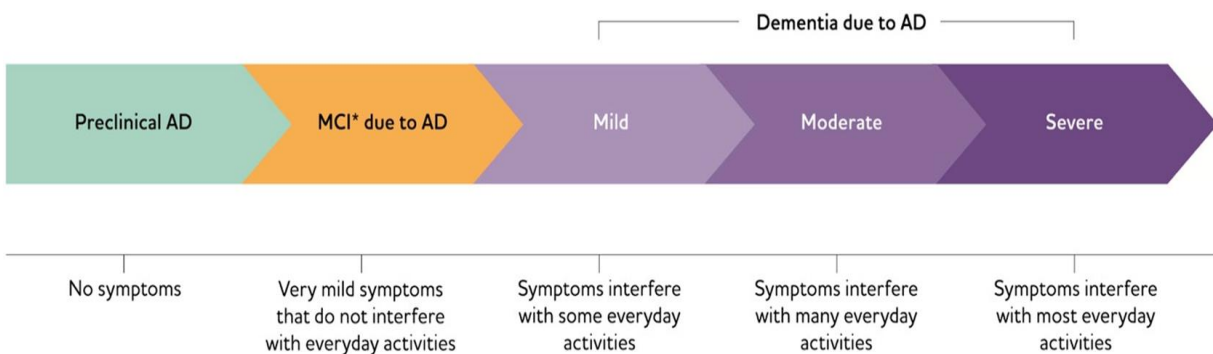 Dementia due to AD
Preclinical AD
MCI* due to AD
Mild
Moderate
Severe
No symptoms
Very mild symptoms
that do not interfere
with everyday activities
Symptoms interfere
with some everyday
activities
Symptoms interfere
with many everyday
activities
Symptoms interfere
with most everyday
activities